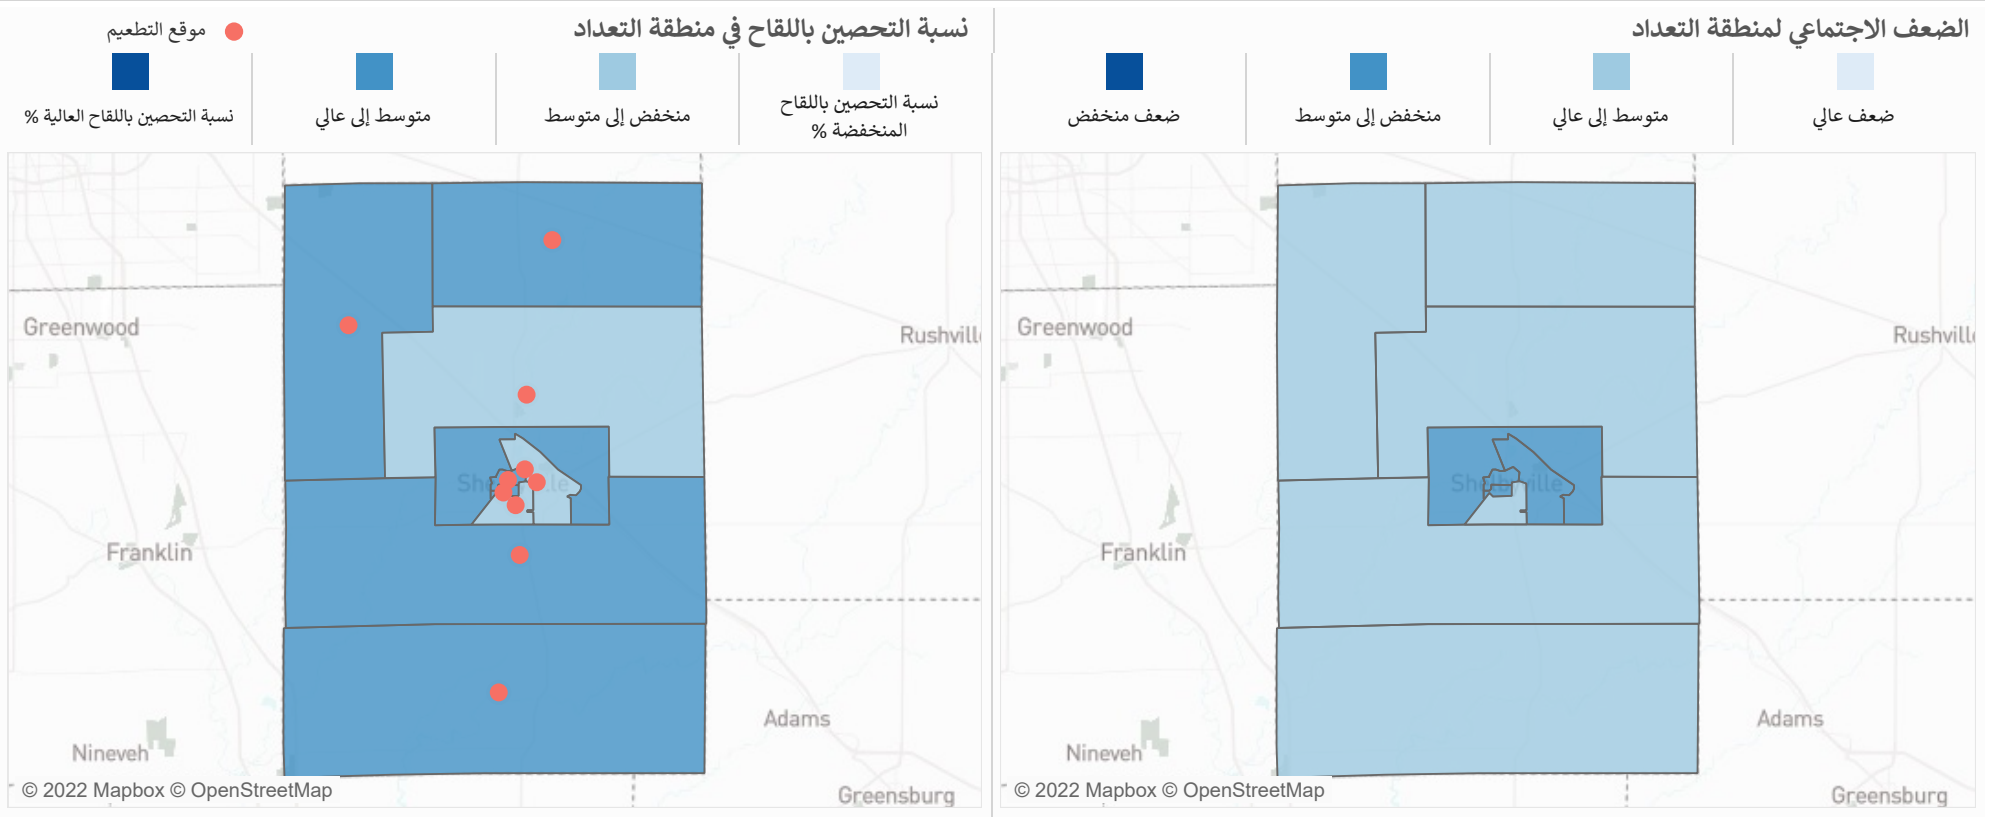 الضعف الاجتماعي لمنطقة التعداد
ضعف عالي
متوسط إلى عالي
منخفض إلى متوسط
ضعف منخفض
Greenwood
Rushville
Shelbyville
Franklin
Adams
Nineveh
Greensburg
© 2022 Mapbox © OpenStreetMap
نسبة التحصين باللقاح في منطقة التعداد
موقع التطعيم
نسبة التحصين باللقاح
المنخفضة %
منخفض إلى متوسط
متوسط إلى عالي
نسبة التحصين باللقاح العالية %
Greenwood
Rushville
Franklin
Adams
Nineveh
Greensburg
© 2022 Mapbox © OpenStreetMap